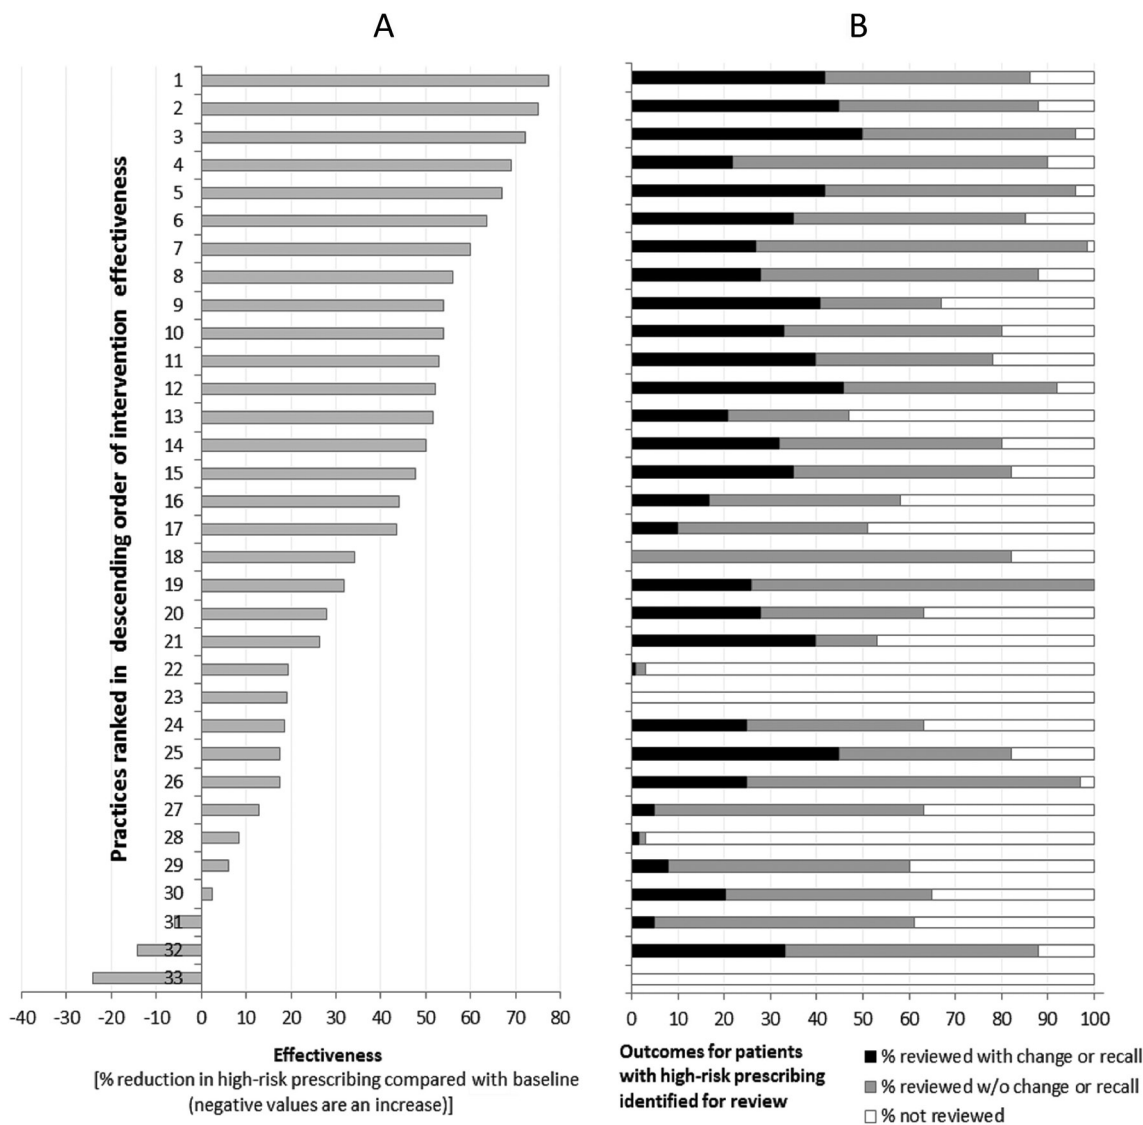 A
B
Practices ranked in descending order of intervention effectiveness
1
2
3
4
5
6
7
8
9
10
11
12
13
14
15
16
17
18
19
20
21
22
23
24
25
26
27
28
29
30
31
32
33
-40 -30 -20 -10 0 10 20 30 40 50 60 70 80
Effectiveness
[% reduction in high-risk prescribing compared with baseline
(negative values are an increase)]
0 10 20 30 40 50 60 70 80 90 100
Outcomes for patients
with high-risk prescribing
identified for review
% reviewed with change or recall
% reviewed w/o change or recall
% not reviewed